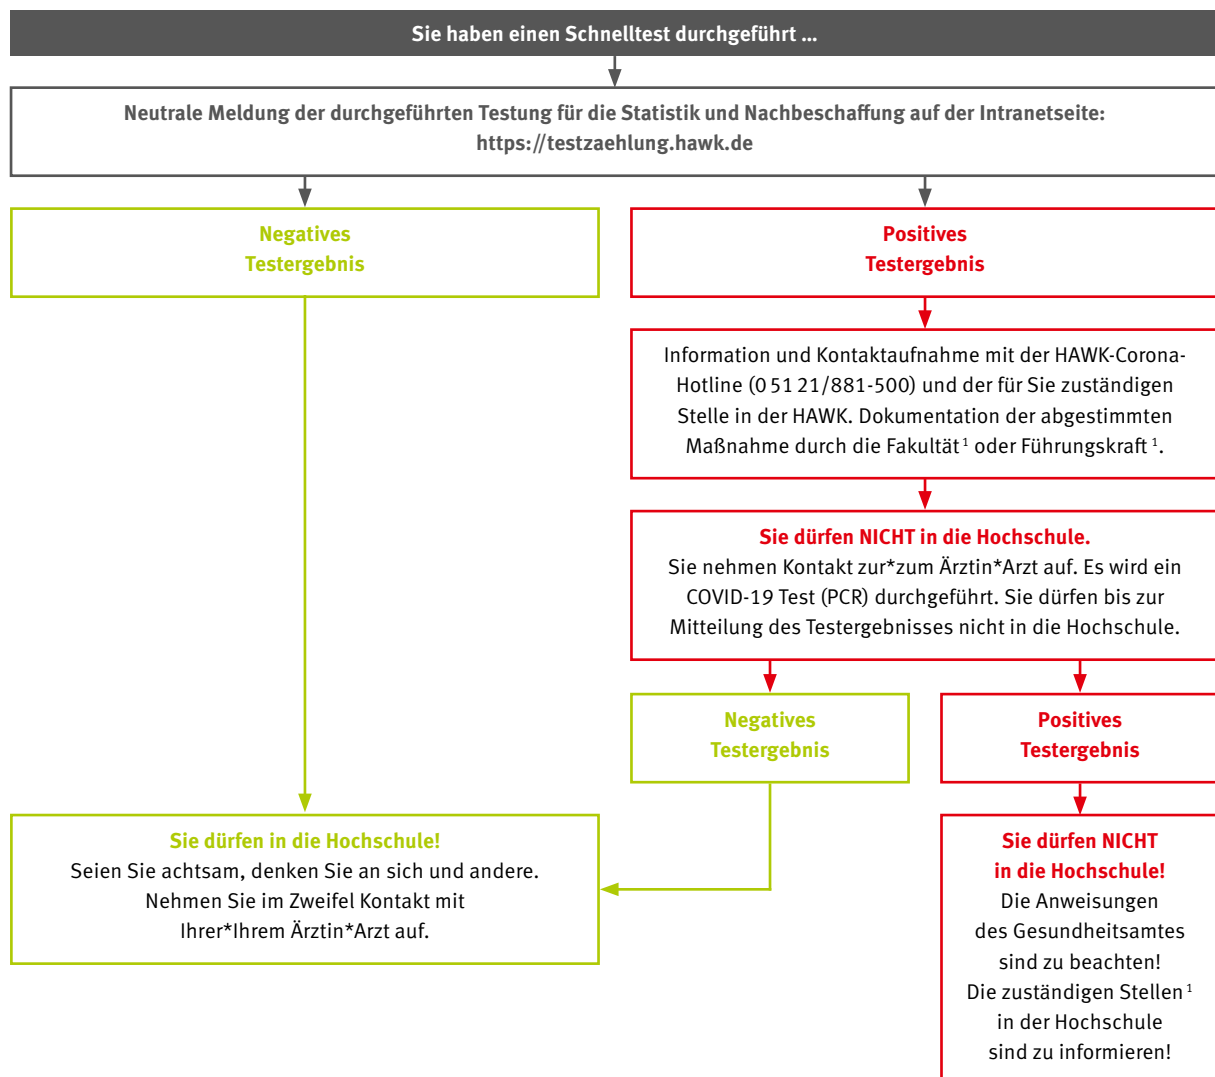 Sie haben einen Schnelltest durchgeführt ...
Neutrale Meldung der durchgeführten Testung für die Statistik und Nachbeschaffung auf der Intranetseite:
https://testzaehlung.hawk.de
Negatives
Testergebnis
Positives
Testergebnis
Information und Kontaktaufnahme mit der HAWK-Corona-
Hotline (0 51 21/881-500) und der für Sie zuständigen
Stelle in der HAWK. Dokumentation der abgestimmten
Maßnahme durch die Fakultät ¹ oder Führungskraft ¹.
Sie dürfen NICHT in die Hochschule.
Sie nehmen Kontakt zur*zum Ärztin*Arzt auf. Es wird ein
COVID-19 Test (PCR) durchgeführt. Sie dürfen bis zur
Mitteilung des Testergebnisses nicht in die Hochschule.
Negatives
Testergebnis
Positives
Testergebnis
Sie dürfen in die Hochschule!
Seien Sie achtsam, denken Sie an sich und andere.
Nehmen Sie im Zweifel Kontakt mit
Ihrer*Ihrem Ärztin*Arzt auf.
Sie dürfen NICHT
in die Hochschule!
Die Anweisungen
des Gesundheitsamtes
sind zu beachten!
Die zuständigen Stellen ¹
in der Hochschule
sind zu informieren!